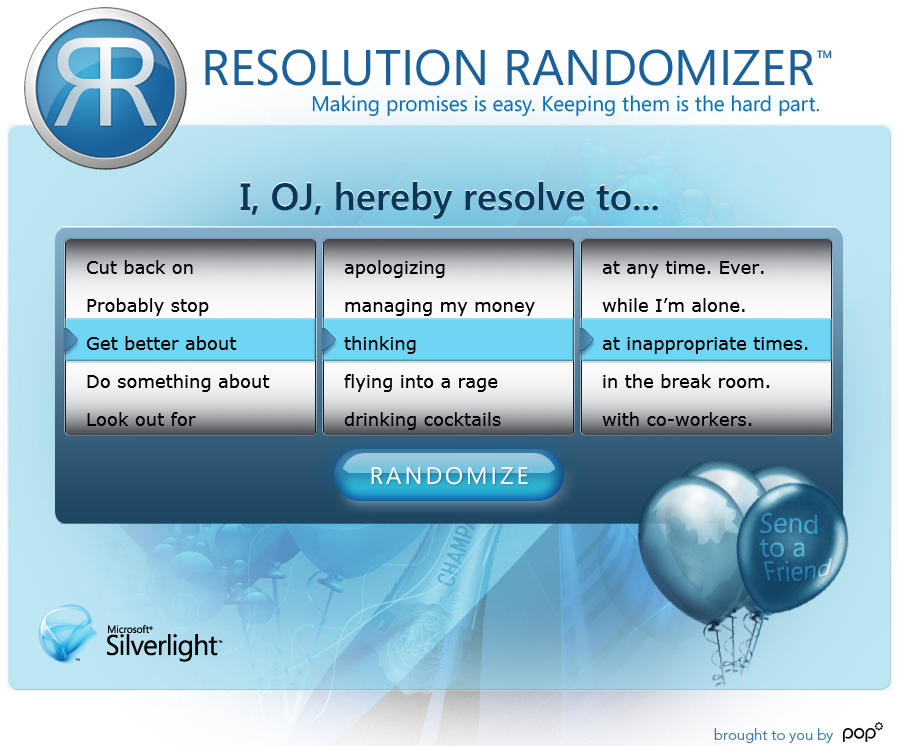 RR
RESOLUTION RANDOMIZER™
Making promises is easy. Keeping them is the hard part.
I, OJ, hereby resolve to...
Cut back on
apologizing
at any time. Ever.
Probably stop
managing my money
while I’m alone.
Get better about
thinking
at inappropriate times.
Do something about
flying into a rage
in the break room.
Look out for
drinking cocktails
with co-workers.
RANDOMIZE
CHAMPA
Send
to a
Friend
Microsoft®
Silverlight™
brought to you by pop